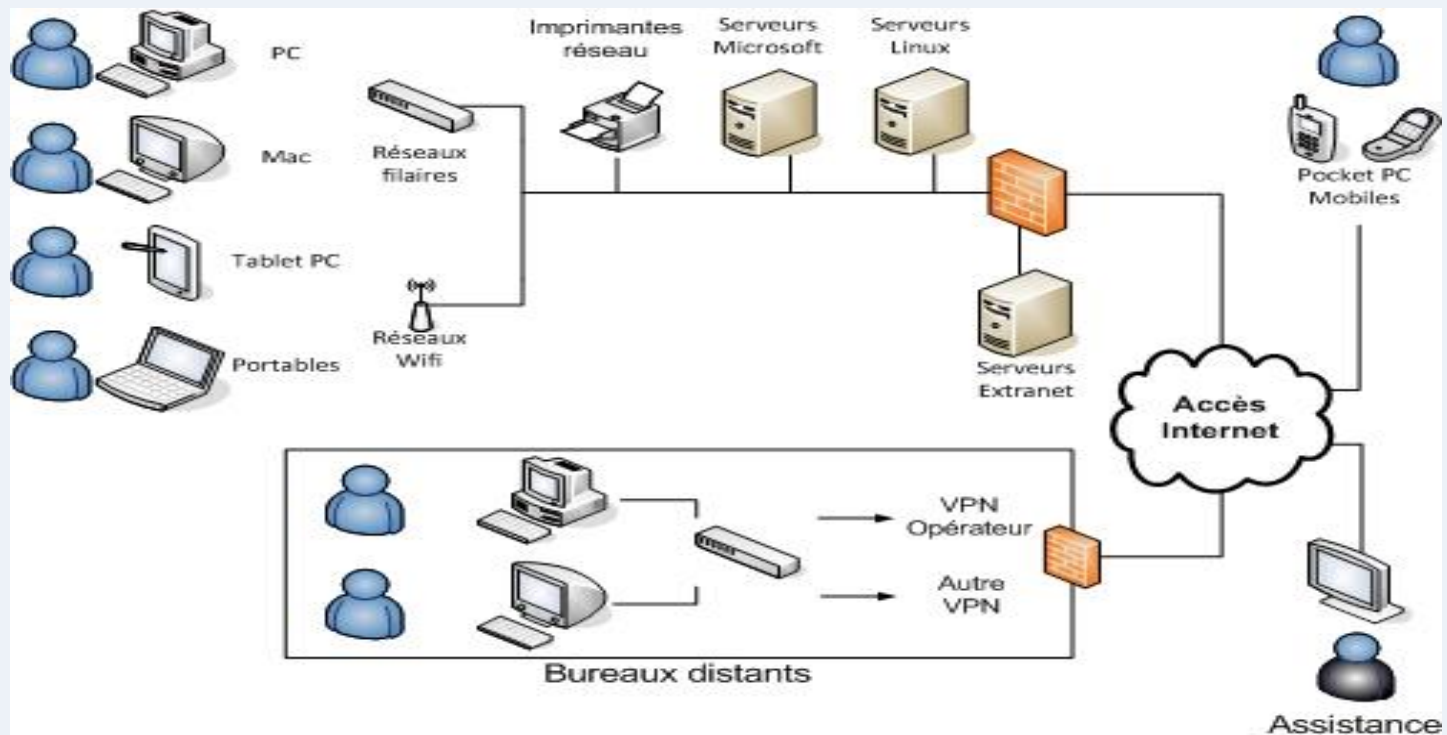 PC
Mac
Tablet PC
Portables
Réseaux
filaires
Réseaux
Wifi
Imprimantes
réseau
Serveurs
Microsoft
Serveurs
Linux
Serveurs
Extranet
Pocket PC
Mobiles
Accès
Internet
VPN
Opérateur
Autre
VPN
Bureaux distants
Assistance